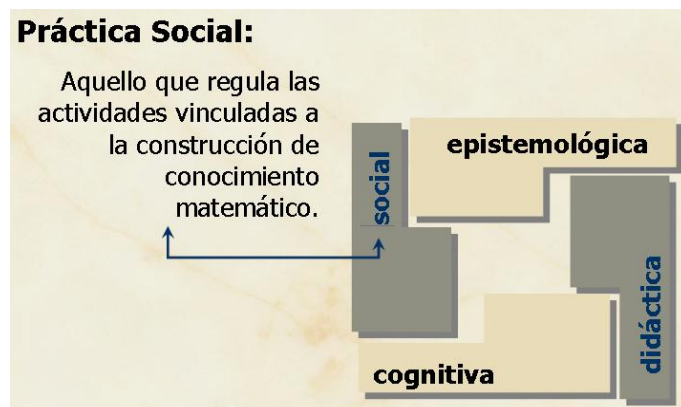 Práctica Social:
Aquello que regula las
actividades vinculadas a
la construcción de
conocimiento
matemático.
social
epistemológica
didáctica
cognitiva